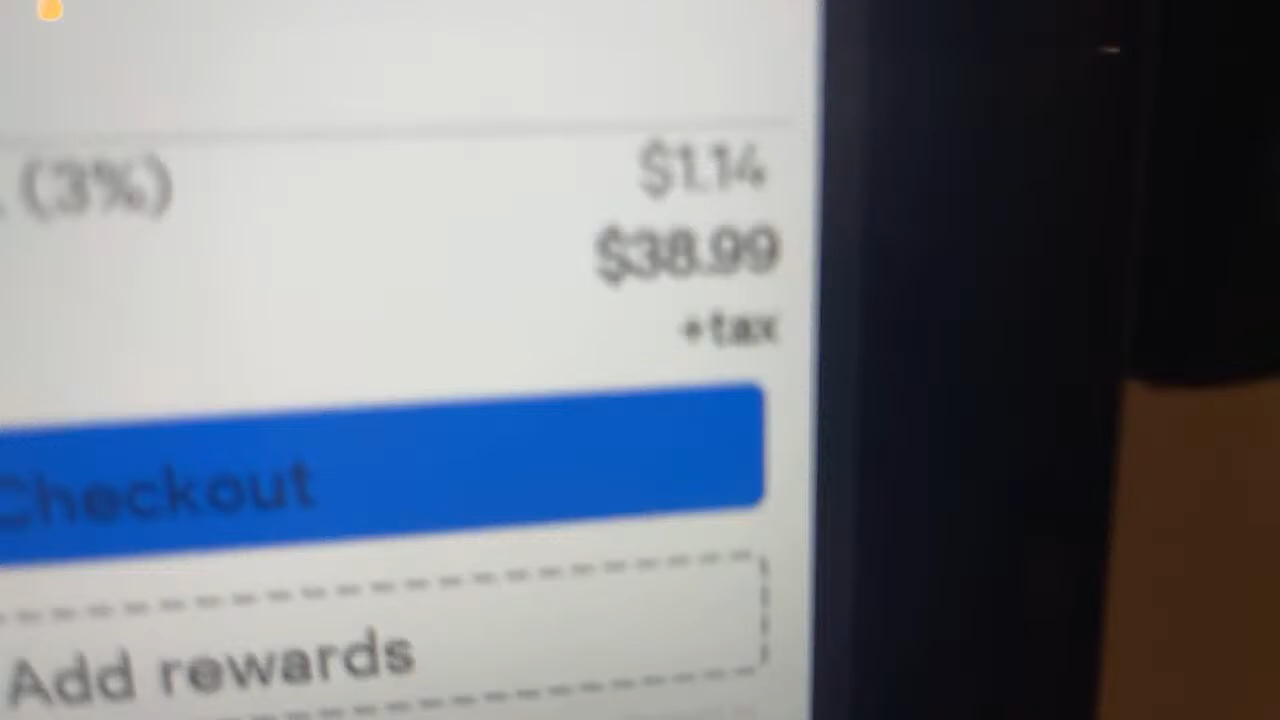 (3%) $1.14
$38.99
+tax
Checkout
Add rewards